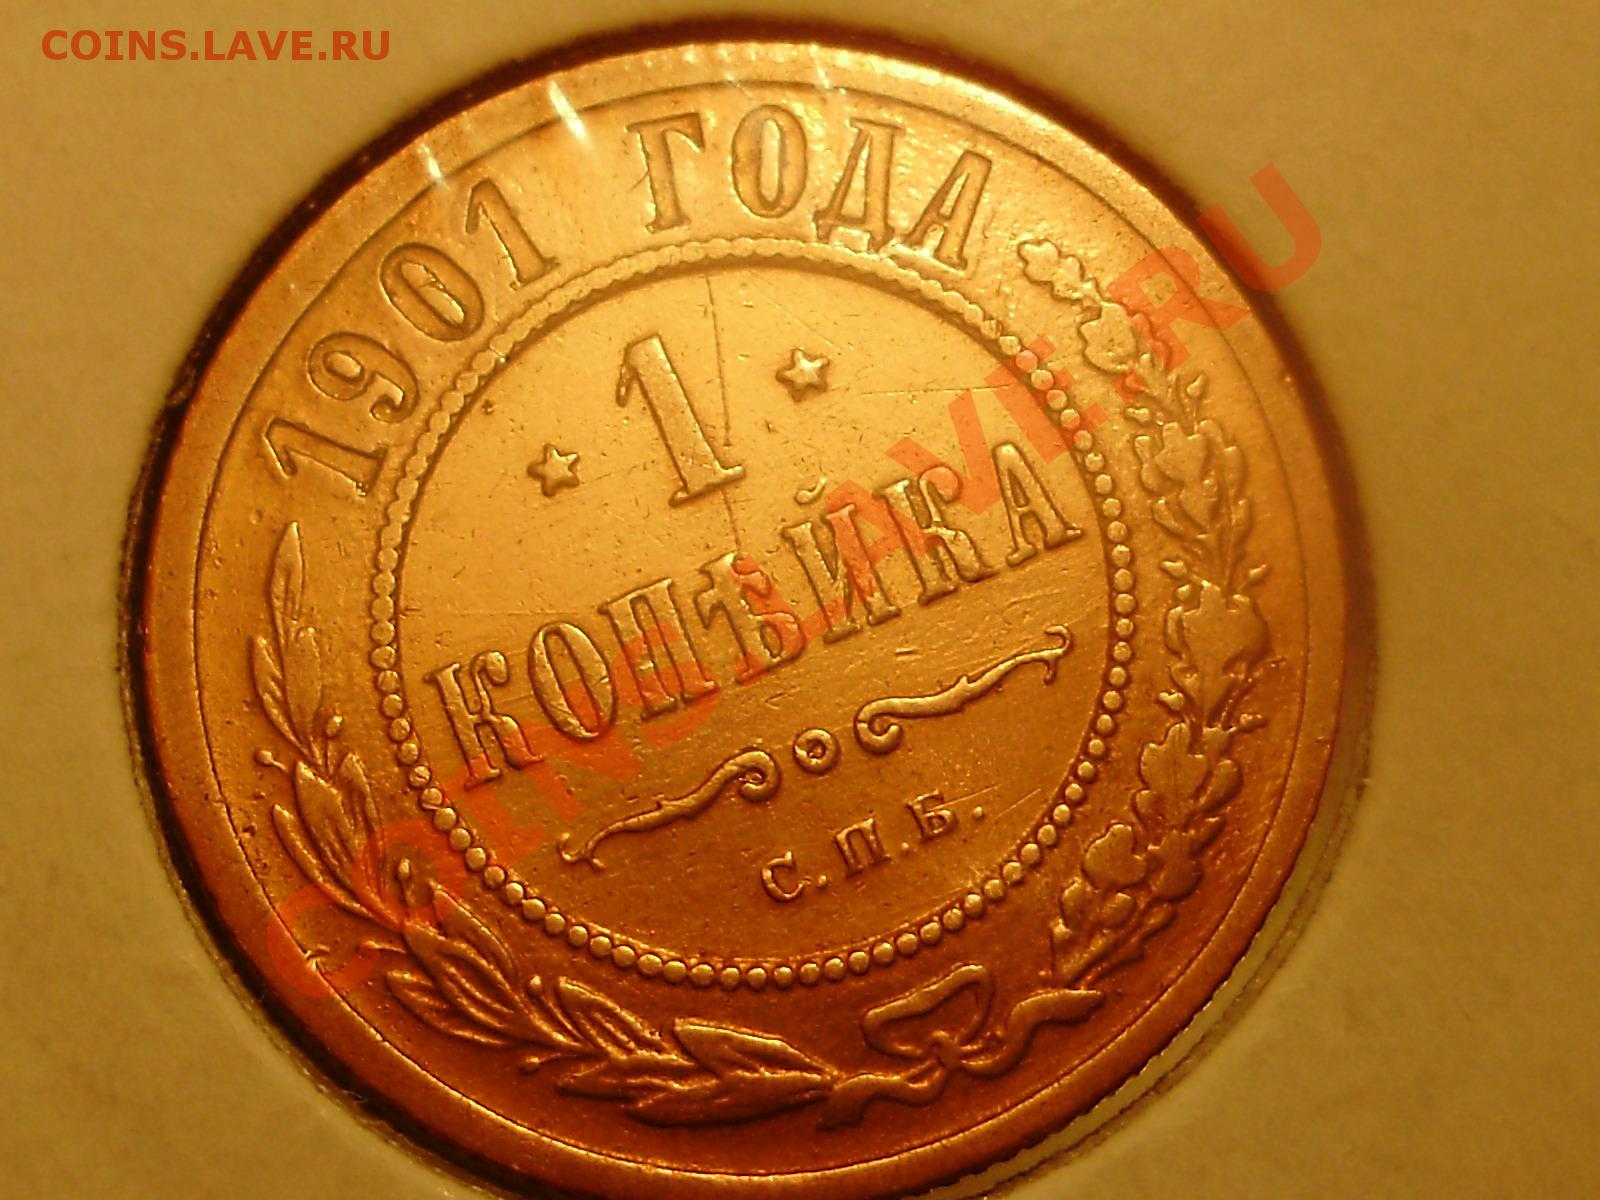 COINS.LAVE.RU
1901 ГОДА
1
КОПѢЙКА
С.П.Б.
COINS.LAVE.RU